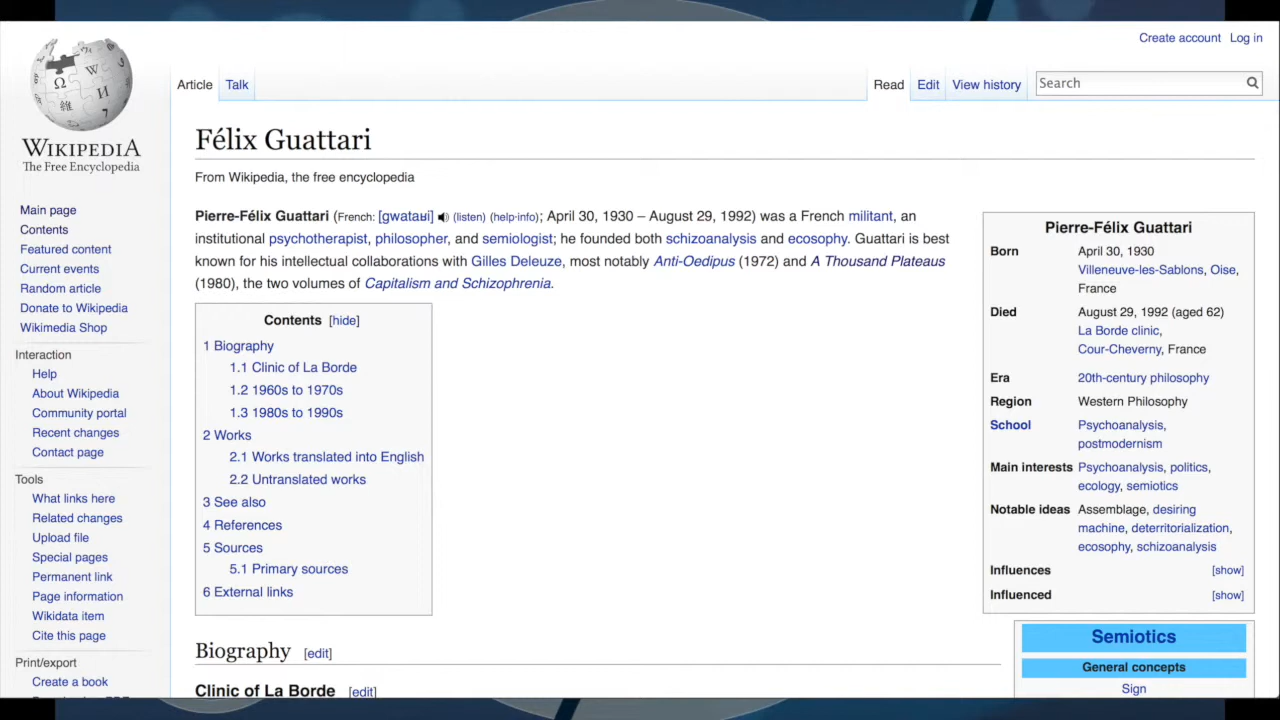 Create account Log in
Article Talk Read Edit View history Search
WIKIPEDIA
The Free Encyclopedia
Main page
Contents
Featured content
Current events
Random article
Donate to Wikipedia
Wikimedia Shop
Interaction
Help
About Wikipedia
Community portal
Recent changes
Contact page
Tools
What links here
Related changes
Upload file
Special pages
Permanent link
Page information
Wikidata item
Cite this page
Print/export
Create a book
Félix Guattari
From Wikipedia, the free encyclopedia
Pierre-Félix Guattari (French: [ɡwataʁi] (listen) (help·info); April 30, 1930 – August 29, 1992) was a French militant, an
institutional psychotherapist, philosopher, and semiologist; he founded both schizoanalysis and ecosophy. Guattari is best
known for his intellectual collaborations with Gilles Deleuze, most notably Anti-Oedipus (1972) and A Thousand Plateaus
(1980), the two volumes of Capitalism and Schizophrenia.
Contents [hide]
1 Biography
1.1 Clinic of La Borde
1.2 1960s to 1970s
1.3 1980s to 1990s
2 Works
2.1 Works translated into English
2.2 Untranslated works
3 See also
4 References
5 Sources
5.1 Primary sources
6 External links
Biography [edit]
Clinic of La Borde [edit]
Pierre-Félix Guattari
Born April 30, 1930
Villeneuve-les-Sablons, Oise,
France
Died August 29, 1992 (aged 62)
La Borde clinic,
Cour-Cheverny, France
Era 20th-century philosophy
Region Western Philosophy
School Psychoanalysis,
postmodernism
Main interests Psychoanalysis, politics,
ecology, semiotics
Notable ideas Assemblage, desiring
machine, deterritorialization,
ecosophy, schizoanalysis
Influences [show]
Influenced [show]
Semiotics
General concepts
Sign